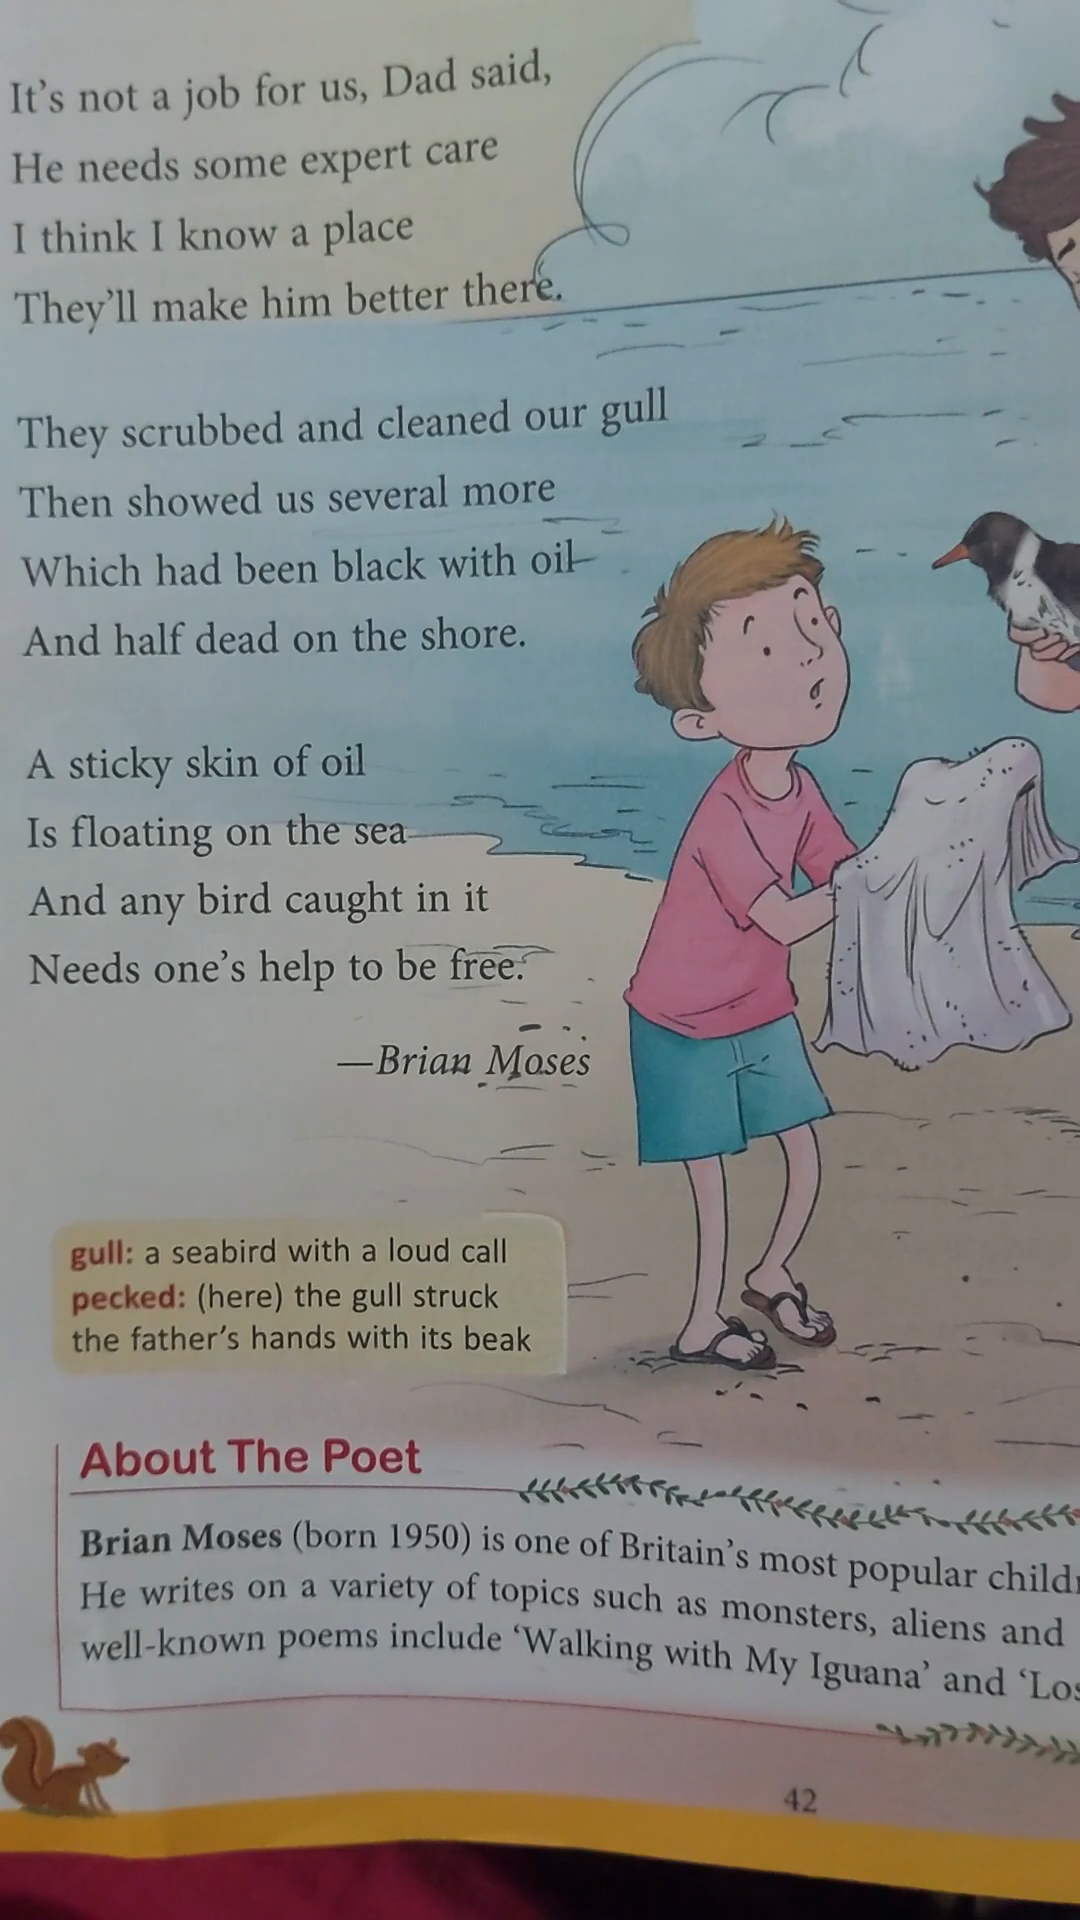 It's not a job for us, Dad said,
He needs some expert care
I think I know a place
They'll make him better there.
They scrubbed and cleaned our gull
Then showed us several more
Which had been black with oil
And half dead on the shore.
A sticky skin of oil
Is floating on the sea
And any bird caught in it
Needs one's help to be free.
—Brian Moses
gull: a seabird with a loud call
pecked: (here) the gull struck
the father's hands with its beak
About The Poet
Brian Moses (born 1950) is one of Britain's most popular
He writes on a variety of topics such as monsters, aliens and
well-known poems include 'Walking with My Iguana' and
42